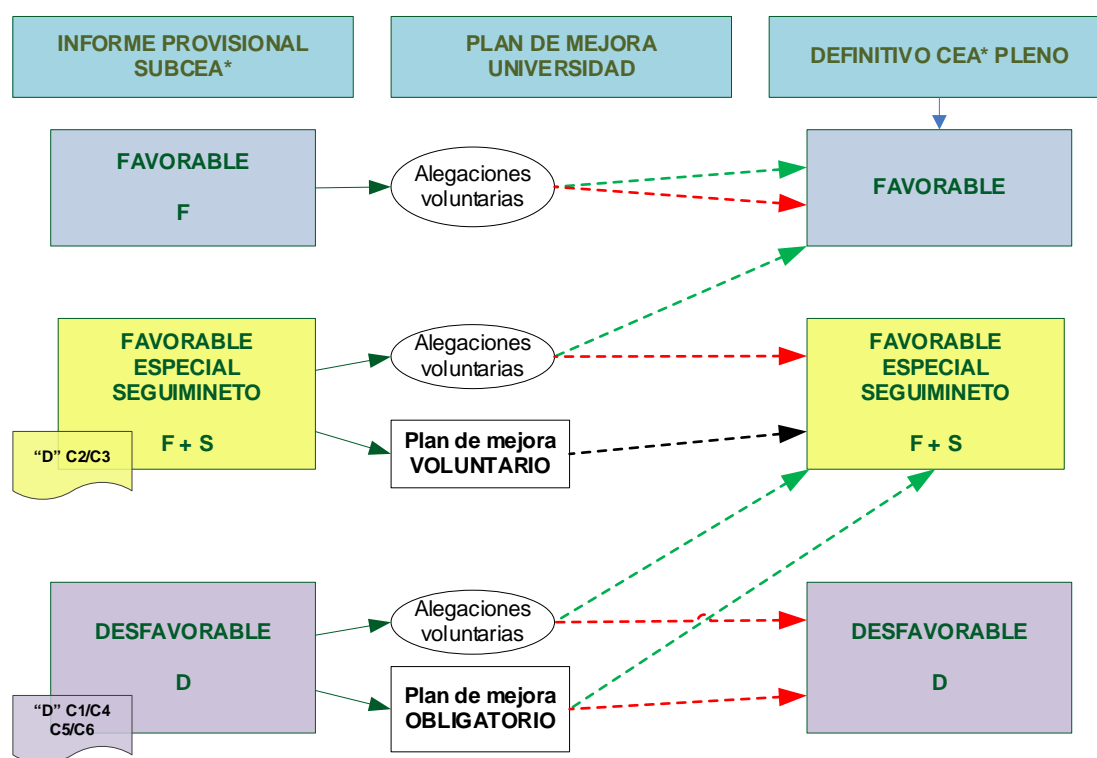 INFORME PROVISIONAL
SUBCEA*
PLAN DE MEJORA
UNIVERSIDAD
DEFINITIVO CEA* PLENO
FAVORABLE
F
Alegaciones
voluntarias
FAVORABLE
FAVORABLE
ESPECIAL
SEGUIMINETO
F + S
“D” C2/C3
Alegaciones
voluntarias
Plan de mejora
VOLUNTARIO
FAVORABLE
ESPECIAL
SEGUIMINETO
F + S
DESFAVORABLE
D
“D” C1/C4
C5/C6
Alegaciones
voluntarias
Plan de mejora
OBLIGATORIO
DESFAVORABLE
D